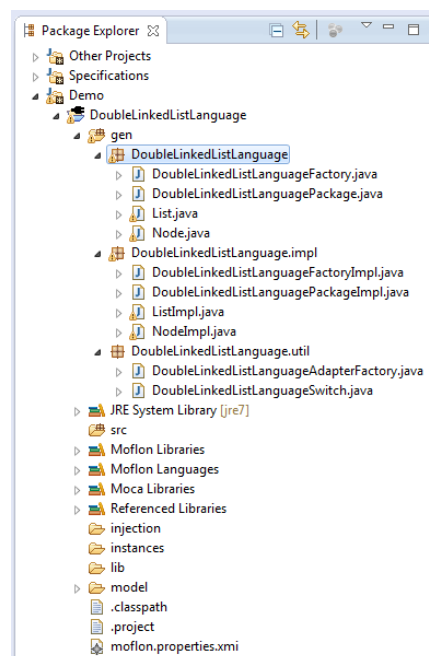 Package Explorer
Other Projects
Specifications
Demo
DoubleLinkedListLanguage
gen
DoubleLinkedListLanguage
DoubleLinkedListLanguageFactory.java
DoubleLinkedListLanguagePackage.java
List.java
Node.java
DoubleLinkedListLanguage.impl
DoubleLinkedListLanguageFactoryImpl.java
DoubleLinkedListLanguagePackageImpl.java
ListImpl.java
NodeImpl.java
DoubleLinkedListLanguage.util
DoubleLinkedListLanguageAdapterFactory.java
DoubleLinkedListLanguageSwitch.java
JRE System Library [jre7]
src
Moflon Libraries
Moflon Languages
Moca Libraries
Referenced Libraries
injection
instances
lib
model
.classpath
.project
moflon.properties.xmi